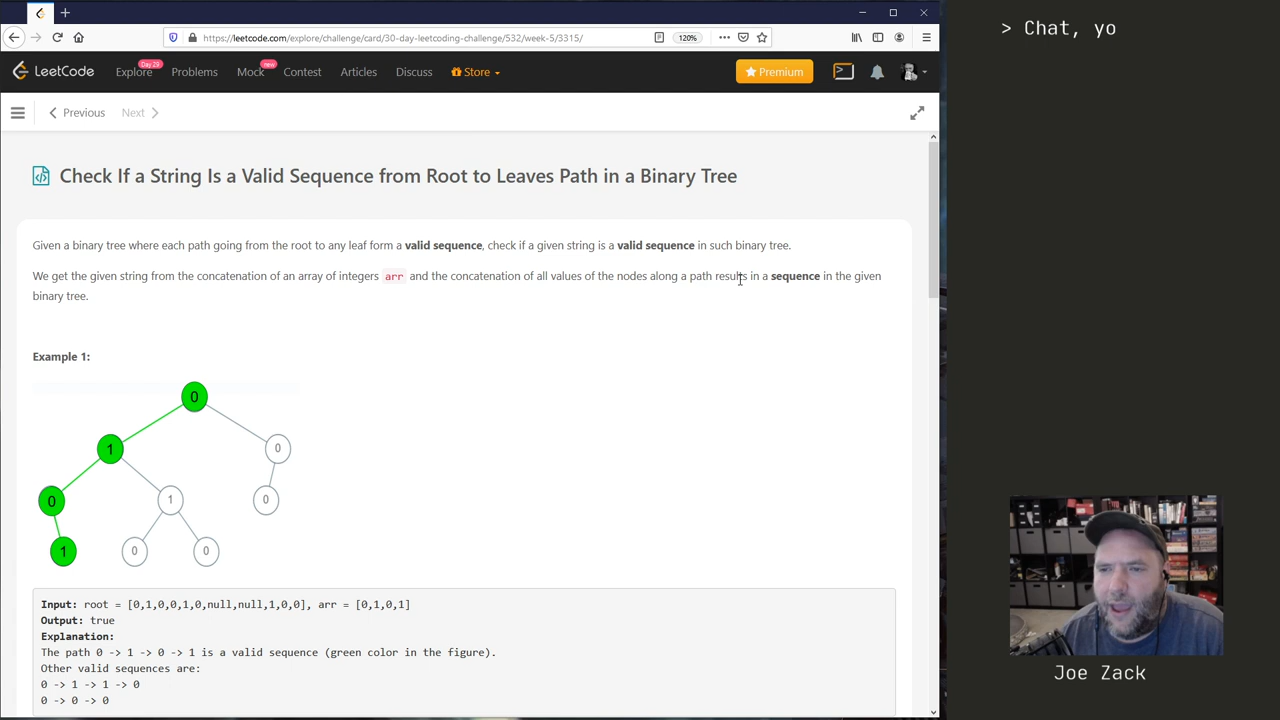 > Chat, yo
https://leetcode.com/explore/challenge/card/30-day-leetcoding-challenge/532/week-5/3315/
120%
LeetCode
Explore
Day 29
Problems
Mock
new
Contest
Articles
Discuss
Store
Premium
Previous
Next
Check If a String Is a Valid Sequence from Root to Leaves Path in a Binary Tree
Given a binary tree where each path going from the root to any leaf form a valid sequence, check if a given string is a valid sequence in such binary tree.
We get the given string from the concatenation of an array of integers arr and the concatenation of all values of the nodes along a path results in a sequence in the given
binary tree.
Example 1:
0
1
0
0
1
0
1
0
0
Input: root = [0,1,0,0,1,0,null,null,1,0,0], arr = [0,1,0,1]
Output: true
Explanation:
The path 0 -> 1 -> 0 -> 1 is a valid sequence (green color in the figure).
Other valid sequences are:
0 -> 1 -> 1 -> 0
0 -> 0 -> 0
Joe Zack